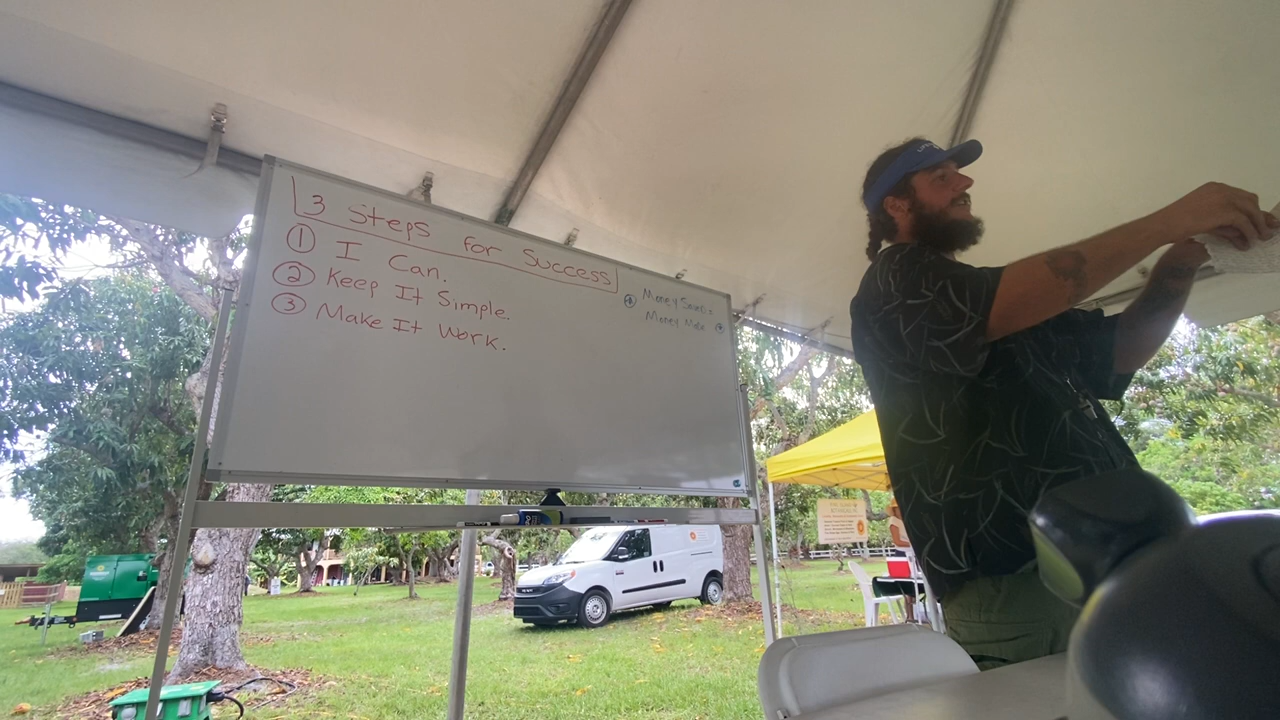 3 Steps for Success
1 I Can.
2 Keep It Simple.
3 Make It Work.
Money Saved =
Money Made